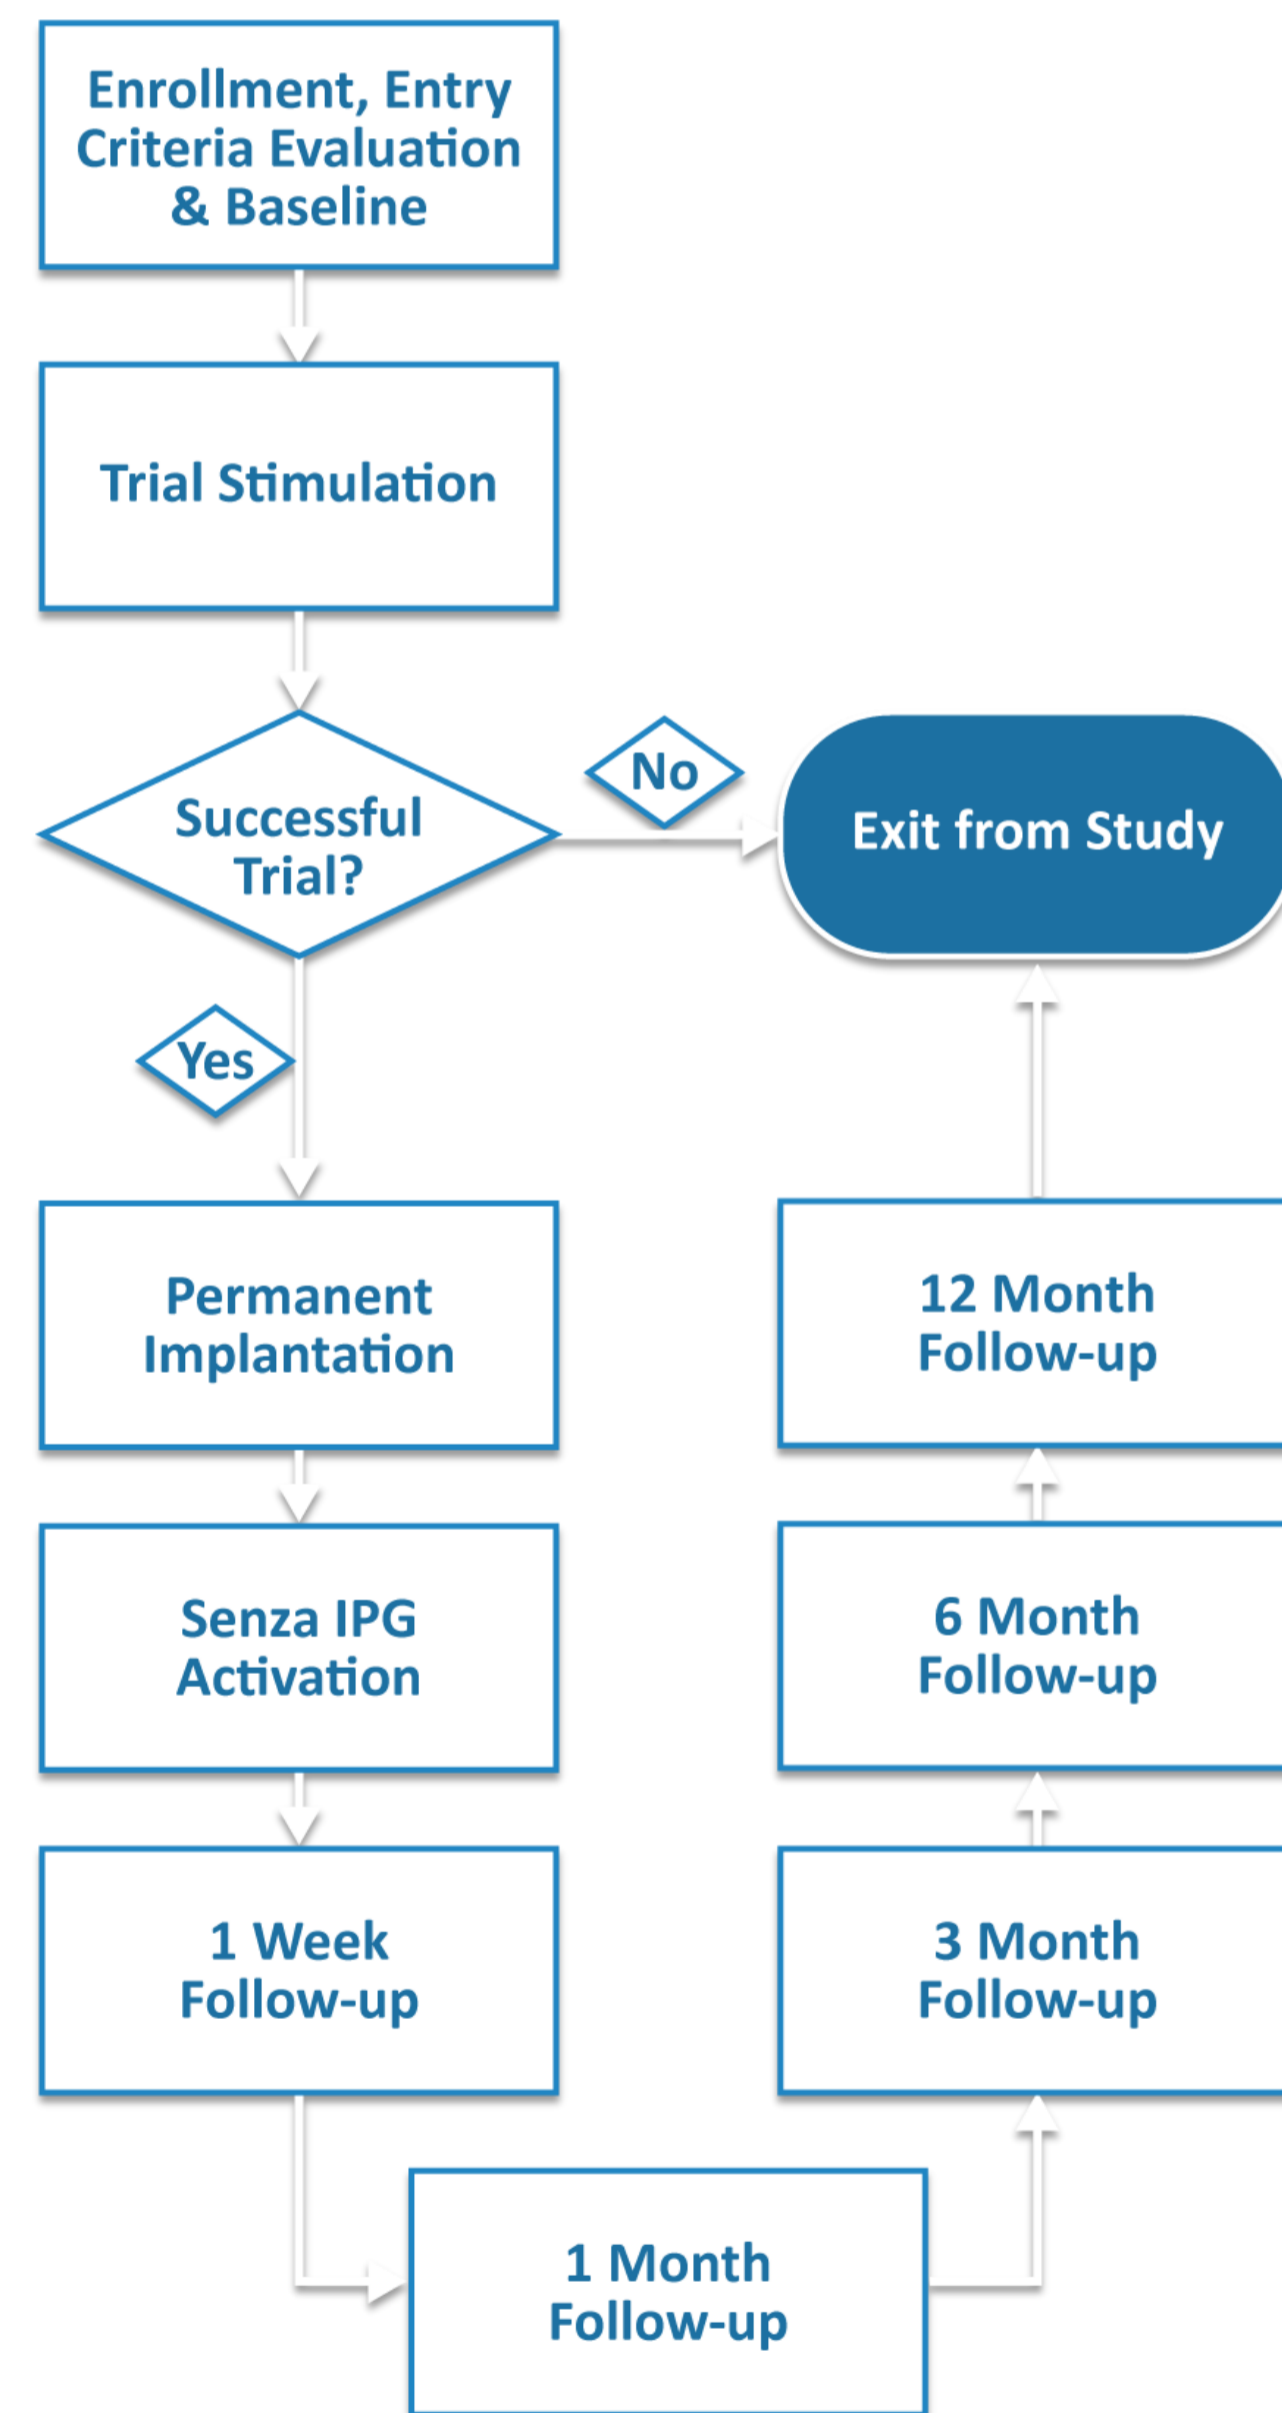 Enrollment, Entry
Criteria Evaluation
& Baseline
Trial Stimulation
Successful
Trial?
No
Exit from Study
Yes
Permanent
Implantation
Senza IPG
Activation
1 Week
Follow-up
1 Month
Follow-up
3 Month
Follow-up
6 Month
Follow-up
12 Month
Follow-up